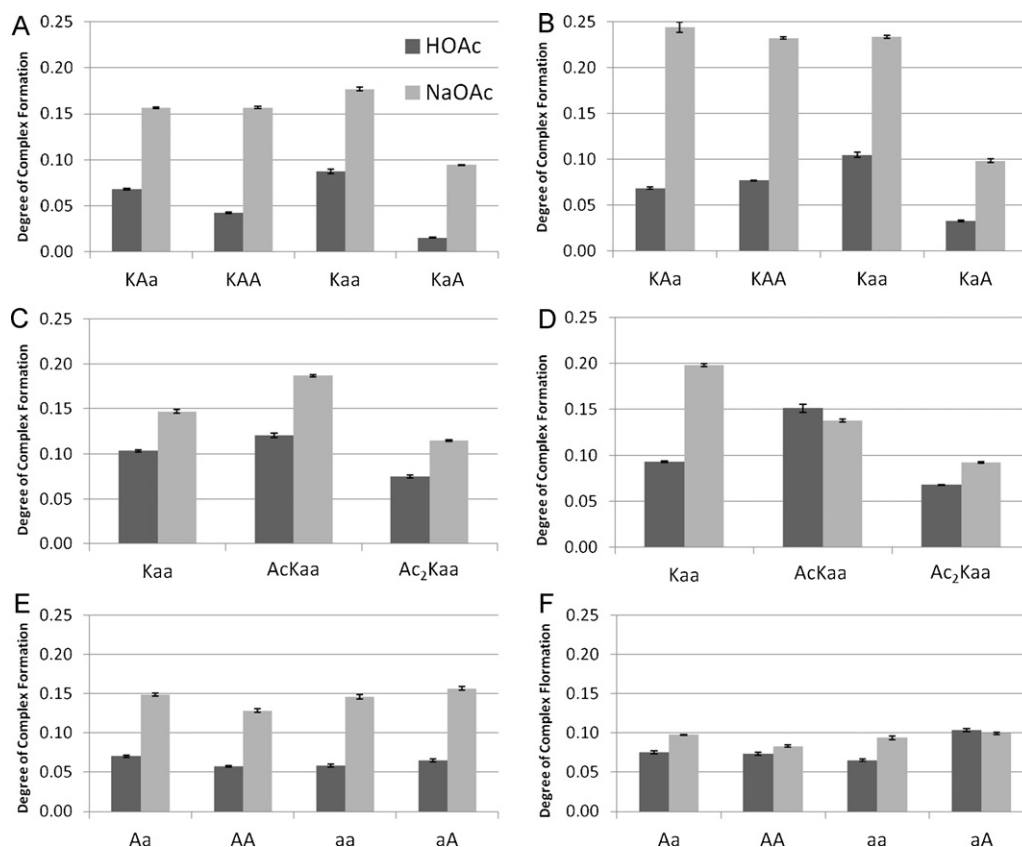 A
Degree of Complex Formation
0.25
0.20
0.15
0.10
0.05
0.00
HOAc
NaOAc
KAa KAA Kaa KaA
B
Degree of Complex Formation
0.25
0.20
0.15
0.10
0.05
0.00
KAa KAA Kaa KaA
C
Degree of Complex Formation
0.25
0.20
0.15
0.10
0.05
0.00
Kaa AcKaa Ac₂Kaa
D
Degree of Complex Formation
0.25
0.20
0.15
0.10
0.05
0.00
Kaa AcKaa Ac₂Kaa
E
Degree of Complex Formation
0.25
0.20
0.15
0.10
0.05
0.00
Aa AA aa aA
F
Degree of Complex Flormation
0.25
0.20
0.15
0.10
0.05
0.00
Aa AA aa aA